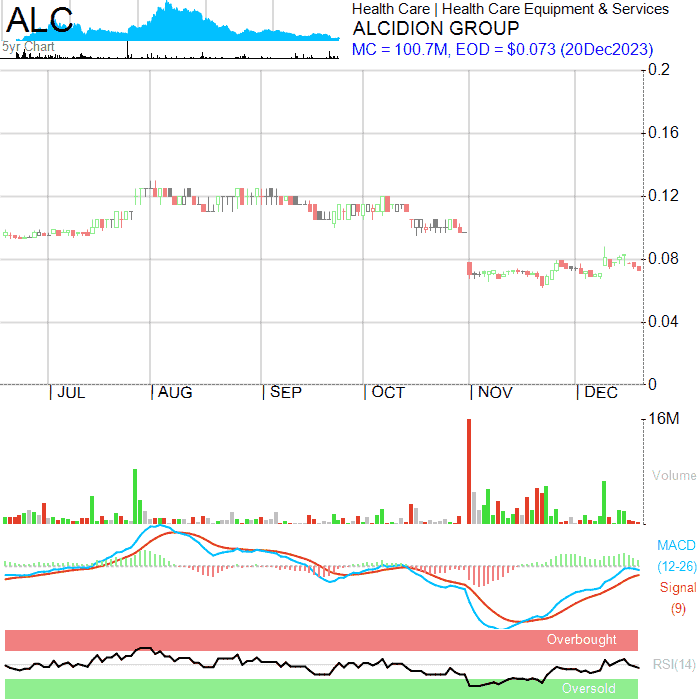 ALC
5yr Chart
Health Care | Health Care Equipment & Services
ALCIDION GROUP
MC = 100.7M, EOD = $0.073 (20Dec2023)
0.2
0.16
0.12
0.08
0.04
0
| JUL | AUG | SEP | OCT | NOV | DEC
16M
Volume
MACD
(12-26)
Signal
(9)
Overbought
RSI(14)
Oversold